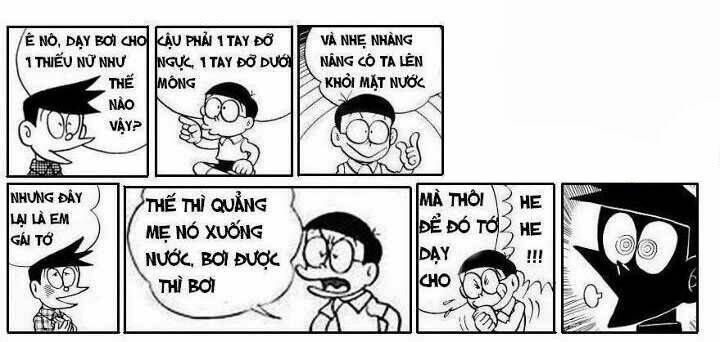 Ê NÔ, DẠY BƠI CHO
1 THIẾU NỮ NHƯ
THẾ
NÀO
VẬY?
CẬU PHẢI 1 TAY ĐỠ
NGỰC, 1 TAY ĐỠ DƯỚI
MÔNG
VÀ NHẸ NHÀNG
NÂNG CÔ TA LÊN
KHỎI MẶT NƯỚC
NHƯNG ĐÂY
LẠI LÀ EM
GÁI TỚ
THẾ THÌ QUẲNG
MẸ NÓ XUỐNG
NƯỚC, BƠI ĐƯỢC
THÌ BƠI
MÀ THÔI
ĐỂ ĐÓ TỚ
DẠY
CHO
HE
HE
!!!